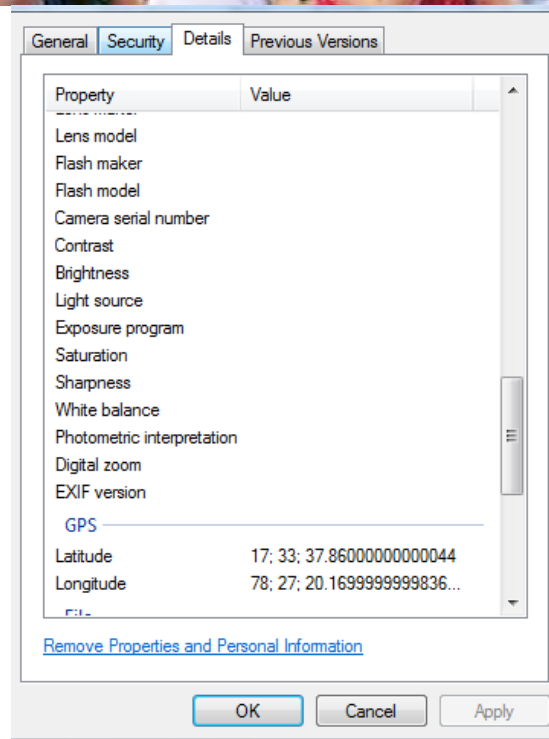 General Security Details Previous Versions
Property Value
Lens model
Flash maker
Flash model
Camera serial number
Contrast
Brightness
Light source
Exposure program
Saturation
Sharpness
White balance
Photometric interpretation
Digital zoom
EXIF version
GPS
Latitude 17; 33; 37.86000000000044
Longitude 78; 27; 20.1699999999836...
Remove Properties and Personal Information
OK Cancel Apply